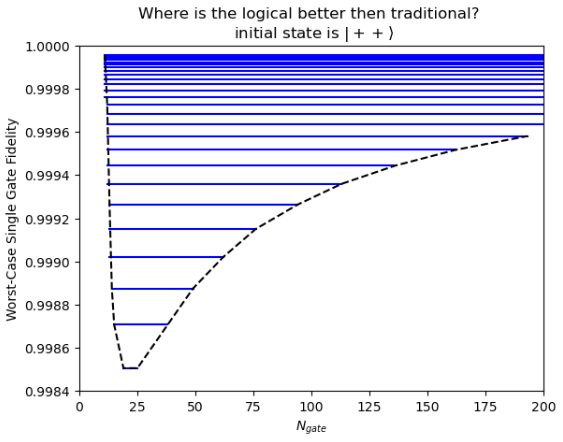 Where is the logical better then traditional?
initial state is | + + ⟩
Worst-Case Single Gate Fidelity
1.0000
0.9998
0.9996
0.9994
0.9992
0.9990
0.9988
0.9986
0.9984
0 25 50 75 100 125 150 175 200
N_gate